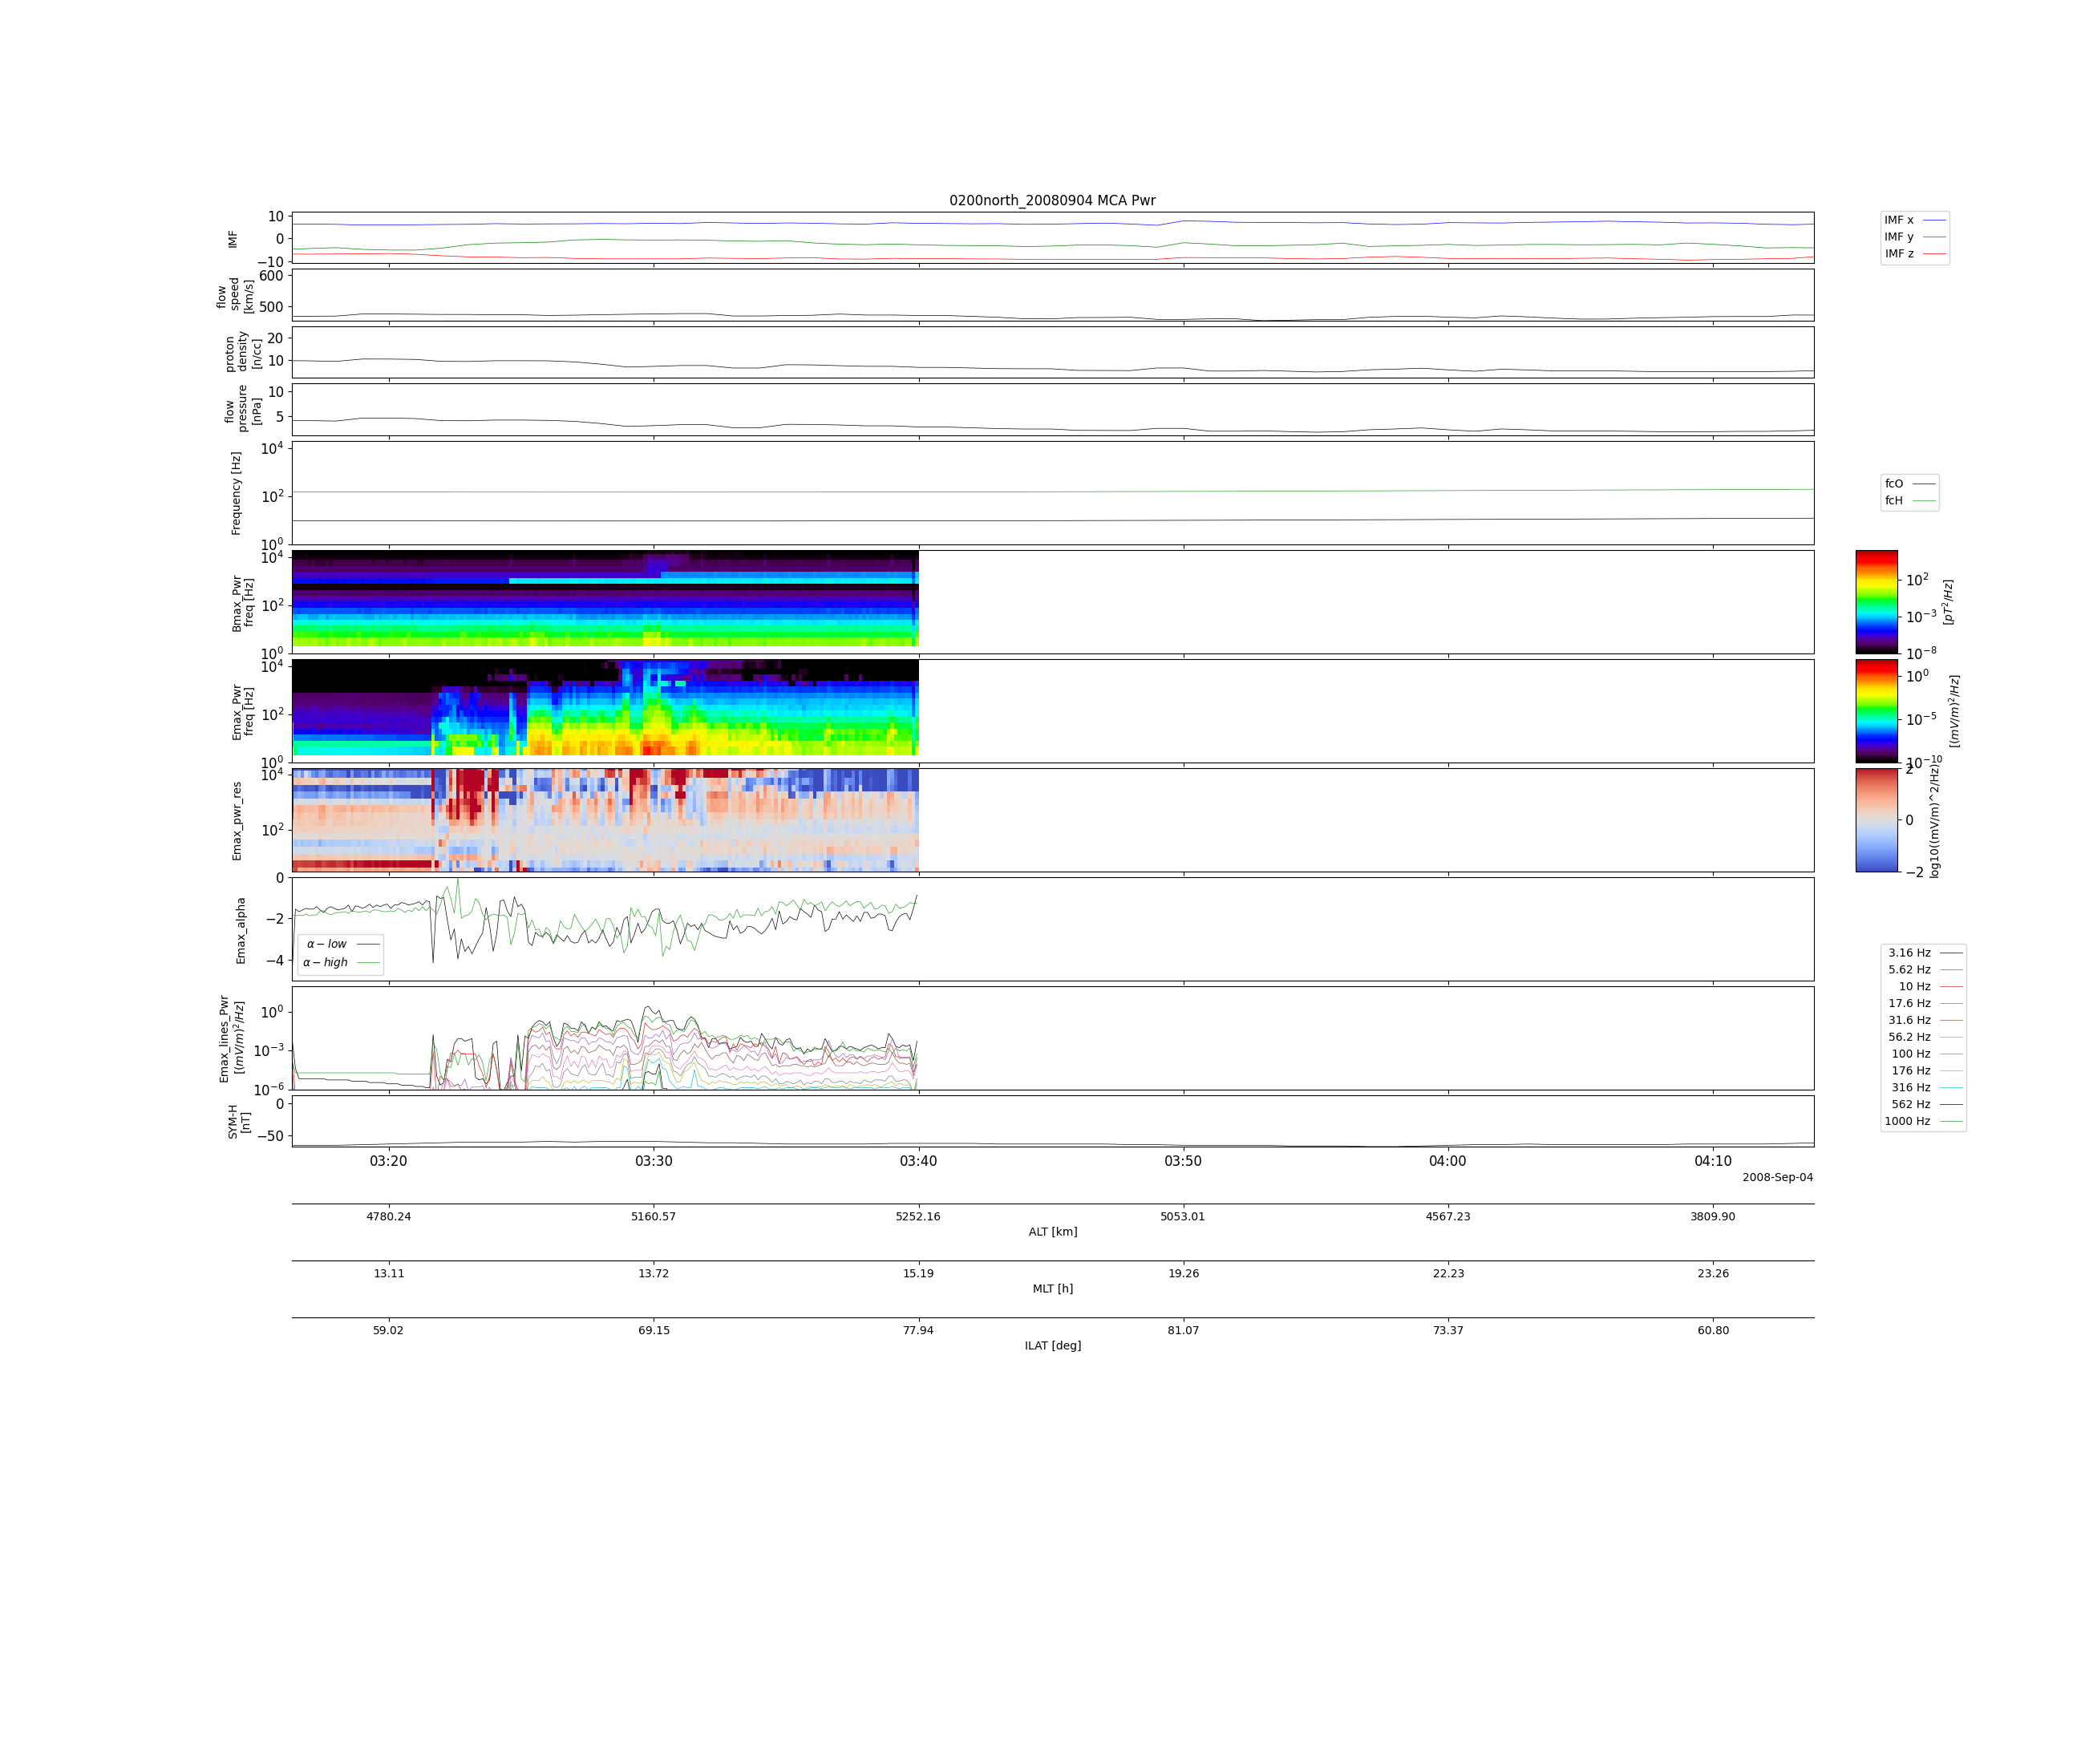 0200north_20080904 MCA Pwr
10
0
−10
IMF
IMF x
IMF y
IMF z
600
500
flow
speed
[km/s]
20
10
proton
density
[n/cc]
10
5
flow
pressure
[nPa]
10^4
10^2
10^0
Frequency [Hz]
fcO
fcH
10^4
10^2
10^0
Bmax_Pwr
freq [Hz]
10^2
10^−3
10^−8
[pT^2/Hz]
10^4
10^2
10^0
Emax_Pwr
freq [Hz]
10^0
10^−5
10^−10
[(mV/m)^2/Hz]
10^4
10^2
Emax_pwr_res
2
0
−2
log10((mV/m)^2/Hz)
0
−2
−4
Emax_alpha
α − low
α − high
10^0
10^−3
10^−6
Emax_lines_Pwr
[(mV/m)^2/Hz]
3.16 Hz
5.62 Hz
10 Hz
17.6 Hz
31.6 Hz
56.2 Hz
100 Hz
176 Hz
316 Hz
562 Hz
1000 Hz
0
−50
SYM-H
[nT]
03:20 03:30 03:40 03:50 04:00 04:10
2008-Sep-04
4780.24 5160.57 5252.16 5053.01 4567.23 3809.90
ALT [km]
13.11 13.72 15.19 19.26 22.23 23.26
MLT [h]
59.02 69.15 77.94 81.07 73.37 60.80
ILAT [deg]